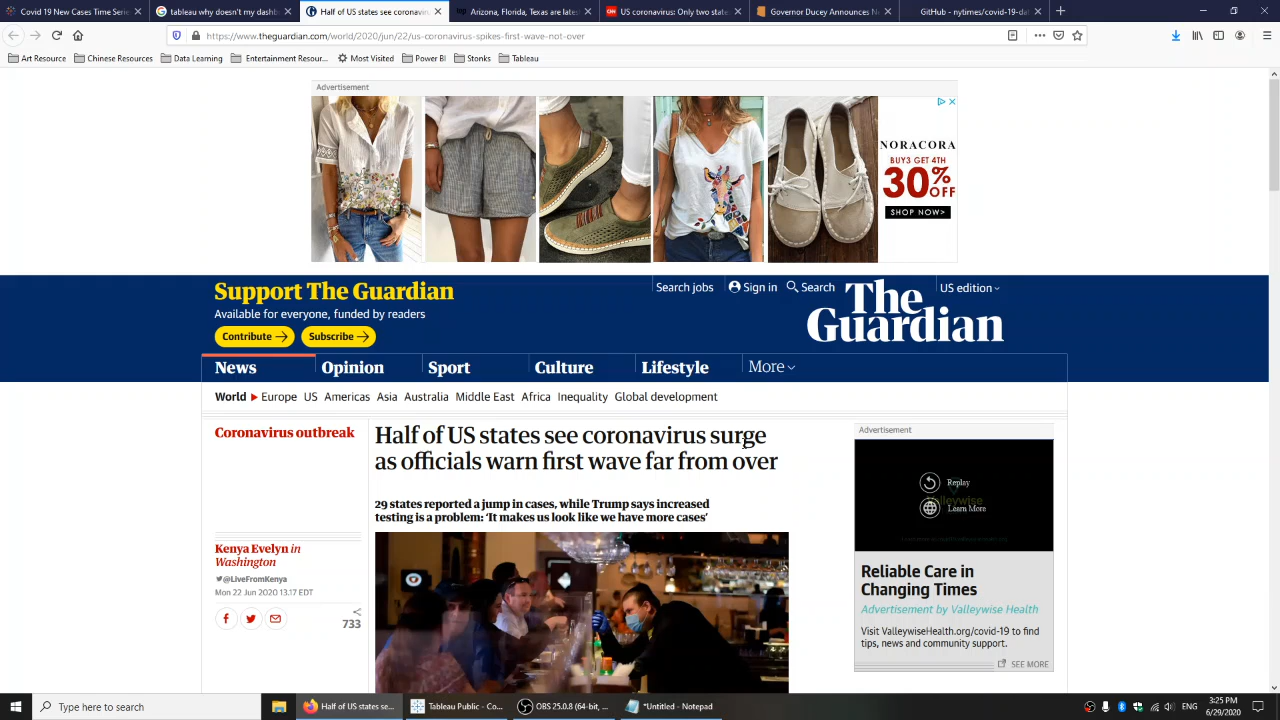 Covid 19 New Cases Time Serie
tableau why doesn't my dashb
Half of US states see coronavirus
Arizona, Florida, Texas are lates
US coronavirus: Only two state
Governor Ducey Announces N
GitHub - nytimes/covid-19-dat
https://www.theguardian.com/world/2020/jun/22/us-coronavirus-spikes-first-wave-not-over
Art Resource
Chinese Resources
Data Learning
Entertainment Resour...
Most Visited
Power BI
Stonks
Tableau
Advertisement
NORACORA
BUY3 GET 4TH
30% OFF
SHOP NOW>
Support The Guardian
Available for everyone, funded by readers
Contribute
Subscribe
Search jobs
Sign in
Search
US edition
The
Guardian
News
Opinion
Sport
Culture
Lifestyle
More
World
Europe
US
Americas
Asia
Australia
Middle East
Africa
Inequality
Global development
Coronavirus outbreak
Half of US states see coronavirus surge
as officials warn first wave far from over
29 states reported a jump in cases, while Trump says increased
testing is a problem: 'It makes us look like we have more cases'
Kenya Evelyn in
Washington
@LiveFromKenya
Mon 22 Jun 2020 13.17 EDT
733
Advertisement
Replay
Learn More
Reliable Care in
Changing Times
Advertisement by Valleywise Health
Visit ValleywiseHealth.org/covid-19 to find
tips, news and community support.
SEE MORE
Type here to search
Half of US states se...
Tableau Public - Co...
OBS 25.0.8 (64-bit, ...
*Untitled - Notepad
ENG
3:25 PM
6/29/2020